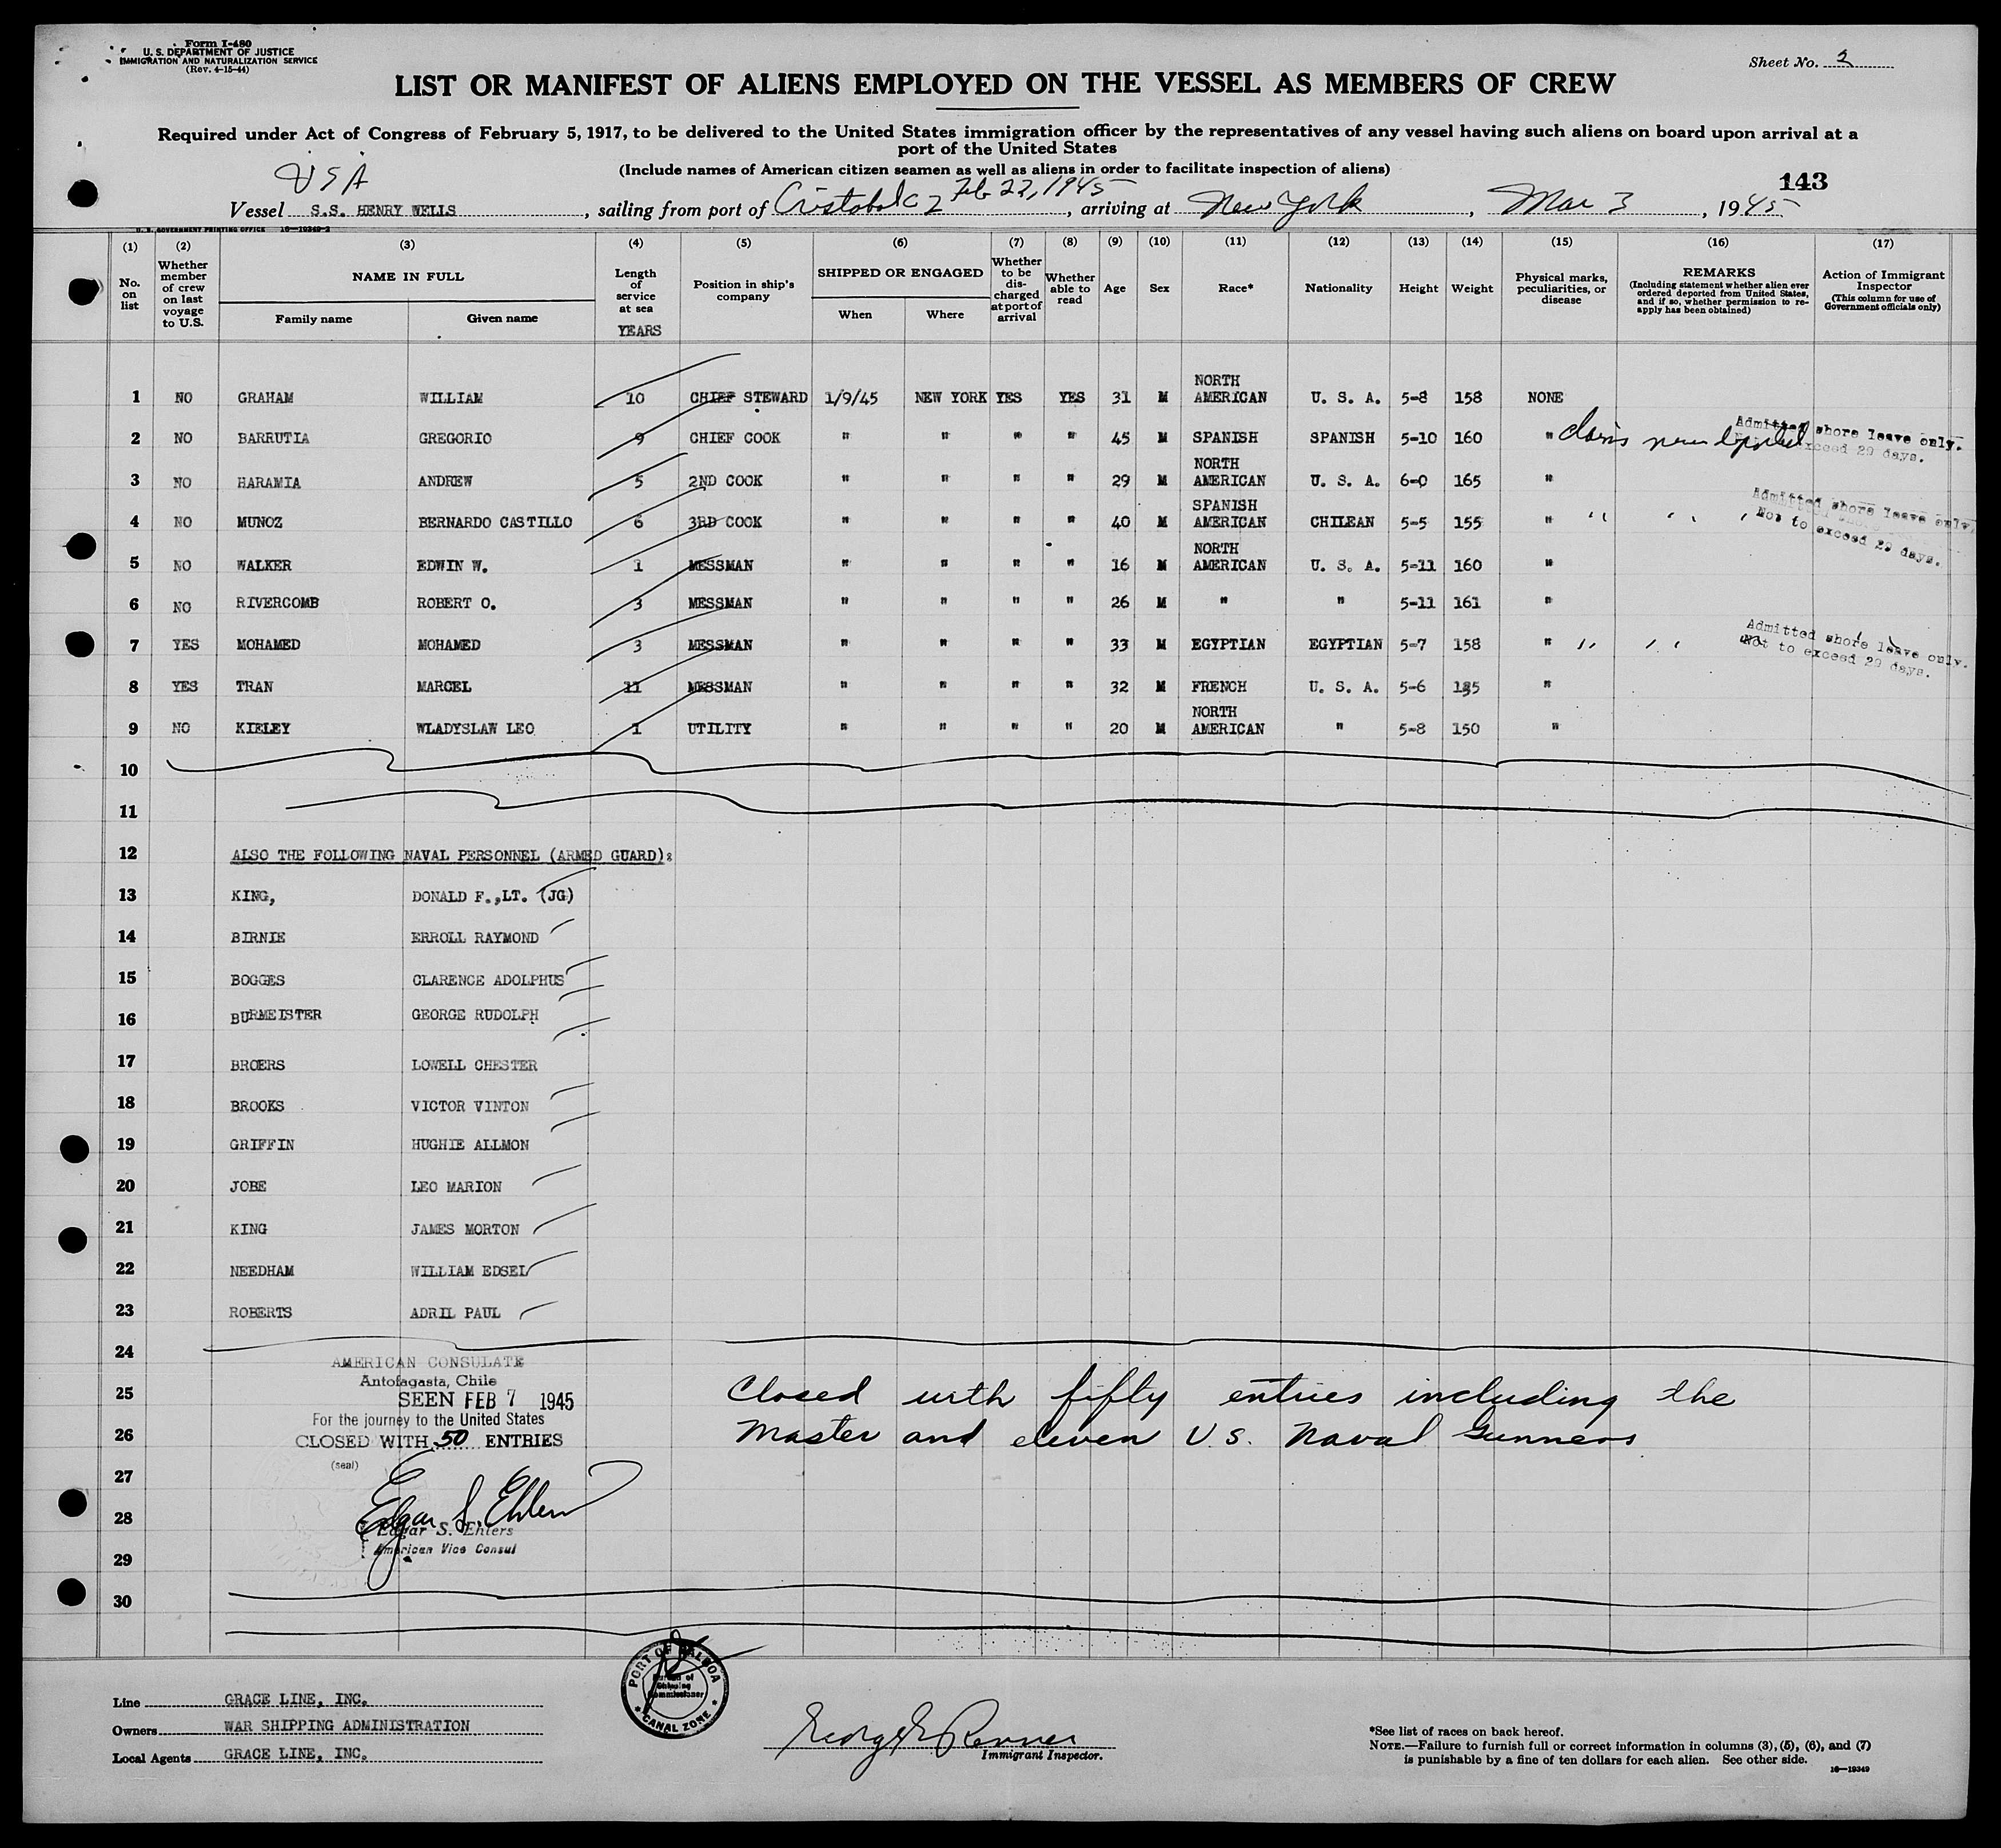 Form I-480
U. S. DEPARTMENT OF JUSTICE
IMMIGRATION AND NATURALIZATION SERVICE
(Rev. 4-15-44)
Sheet No. 2
LIST OR MANIFEST OF ALIENS EMPLOYED ON THE VESSEL AS MEMBERS OF CREW
Required under Act of Congress of February 5, 1917, to be delivered to the United States immigration officer by the representatives of any vessel having such aliens on board upon arrival at a
port of the United States
(Include names of American citizen seamen as well as aliens in order to facilitate inspection of aliens)
USA
143
Vessel S.S. HENRY WELLS, sailing from port of Cristobal CZ Feb 22, 1945, arriving at New York, Mar 3, 1945
U. S. GOVERNMENT PRINTING OFFICE 16—19349-2
(1) (2) (3) (4) (5) (6) (7) (8) (9) (10) (11) (12) (13) (14) (15) (16) (17)
No. on list
Whether member of crew on last voyage to U.S.
NAME IN FULL
Family name
Given name
Length of service at sea
YEARS
Position in ship's company
SHIPPED OR ENGAGED
When
Where
Whether to be discharged at port of arrival
Whether able to read
Age
Sex
Race*
Nationality
Height
Weight
Physical marks, peculiarities, or disease
REMARKS
(Including statement whether alien ever ordered deported from United States, and if so, whether permission to reapply has been obtained)
Action of Immigrant Inspector
(This column for use of Government officials only)
1 NO GRAHAM WILLIAM 10 CHIEF STEWARD 1/9/45 NEW YORK YES YES 31 M NORTH AMERICAN U. S. A. 5-8 158 NONE
2 NO BARRUTIA GREGORIO 9 CHIEF COOK " " " " 45 M SPANISH SPANISH 5-10 160 " Admitted shore leave only. exceed 29 days.
3 NO HARAMIA ANDREW 5 2ND COOK " " " " 29 M NORTH AMERICAN U. S. A. 6-0 165 "
4 NO MUNOZ BERNARDO CASTILLO 6 3RD COOK " " " " 40 M SPANISH AMERICAN CHILEAN 5-5 155 " " " Admitted shore leave only. Not to exceed 29 days.
5 NO WALKER EDWIN W. 1 MESSMAN " " " " 16 M NORTH AMERICAN U. S. A. 5-11 160 "
6 NO RIVERCOMB ROBERT O. 3 MESSMAN " " " " 26 M " " 5-11 161 "
7 YES MOHAMED MOHAMED 3 MESSMAN " " " " 33 M EGYPTIAN EGYPTIAN 5-7 158 " " " Admitted shore leave only. Not to exceed 29 days.
8 YES TRAN MARCEL 11 MESSMAN " " " " 32 M FRENCH U. S. A. 5-6 "
9 NO KIELEY WLADYSLAW LEO 1 UTILITY " " " " 20 M NORTH AMERICAN " 5-8 150 "
10
11
12 ALSO THE FOLLOWING NAVAL PERSONNEL (ARMED GUARD):
13 KING, DONALD F., LT. (JG)
14 BIRNIE ERROLL RAYMOND
15 BOGGES CLARENCE ADOLPHUS
16 BURMEISTER GEORGE RUDOLPH
17 BROERS LOWELL CHESTER
18 BROOKS VICTOR VINTON
19 GRIFFIN HUGHIE ALLMON
20 JOBE LEO MARION
21 KING JAMES MORTON
22 NEEDHAM WILLIAM EDSEL
23 ROBERTS ADRIL PAUL
24
AMERICAN CONSULATE
Antofagasta, Chile
25
SEEN FEB 7 1945
Closed with fifty entries including the
For the journey to the United States
26
CLOSED WITH 50 ENTRIES
Master and eleven U.S. Naval Gunners
(seal)
27
Edgar S. Ehlers
28
Edgar S. Ehlers
American Vice Consul
29
30
PORT OF BALBOA
Shipping
Commissioner
CANAL ZONE
Line GRACE LINE, INC.
Owners WAR SHIPPING ADMINISTRATION
Local Agents GRACE LINE, INC.
George Renner
Immigrant Inspector.
*See list of races on back hereof.
NOTE.—Failure to furnish full or correct information in columns (3), (5), (6), and (7)
is punishable by a fine of ten dollars for each alien. See other side.
16—19349